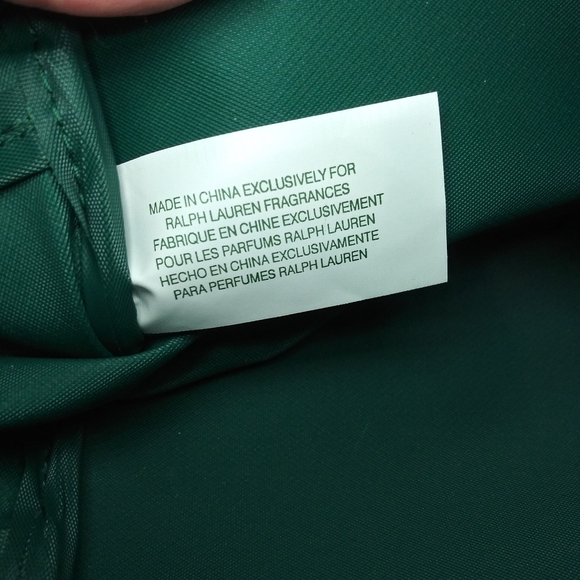 MADE IN CHINA EXCLUSIVELY FOR
RALPH LAUREN FRAGRANCES
FABRIQUE EN CHINE EXCLUSIVEMENT
POUR LES PARFUMS RALPH LAUREN
HECHO EN CHINA EXCLUSIVAMENTE
PARA PERFUMES RALPH LAUREN